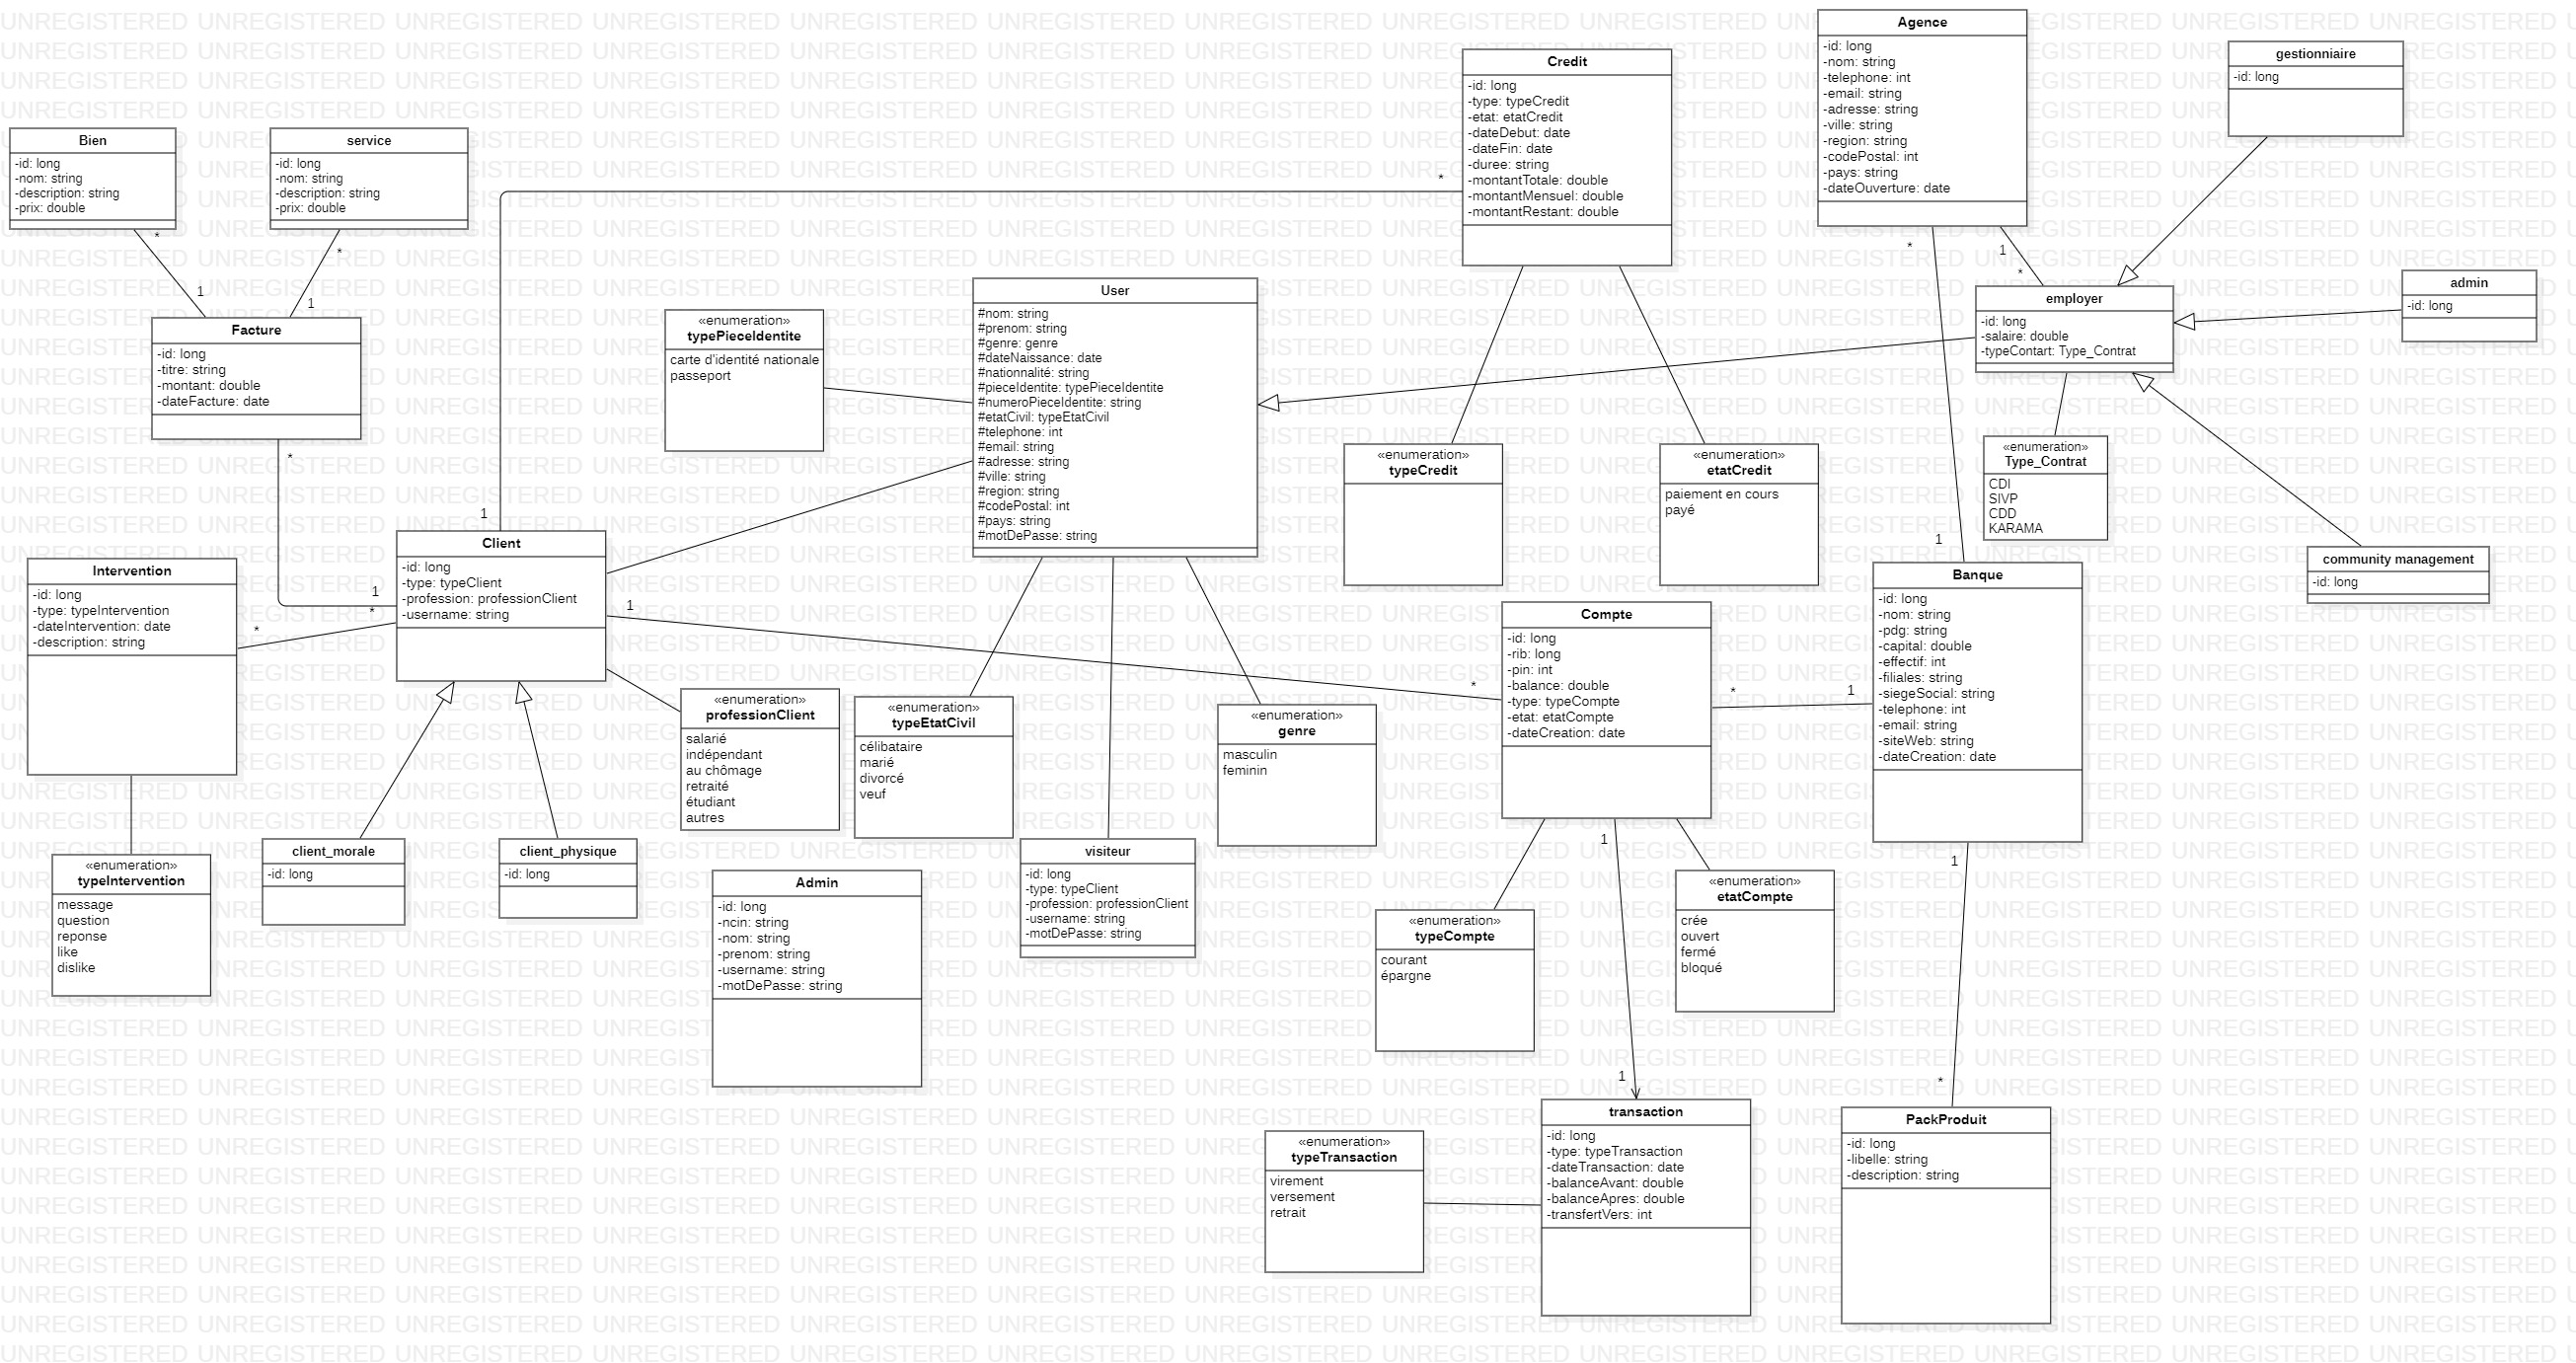 Agence
-id: long
-nom: string
-telephone: int
-email: string
-adresse: string
-ville: string
-region: string
-codePostal: int
-pays: string
-dateOuverture: date
*
1
*
gestionniaire
-id: long
Credit
-id: long
-type: typeCredit
-etat: etatCredit
-dateDebut: date
-dateFin: date
-duree: string
-montantTotale: double
-montantMensuel: double
-montantRestant: double
*
Bien
-id: long
-nom: string
-description: string
-prix: double
*
1
service
-id: long
-nom: string
-description: string
-prix: double
*
1
Facture
-id: long
-titre: string
-montant: double
-dateFacture: date
*
«enumeration»
typePieceIdentite
carte d'identité nationale
passeport
User
#nom: string
#prenom: string
#genre: genre
#dateNaissance: date
#nationnalité: string
#pieceIdentite: typePieceIdentite
#numeroPieceIdentite: string
#etatCivil: typeEtatCivil
#telephone: int
#email: string
#adresse: string
#ville: string
#region: string
#codePostal: int
#pays: string
#motDePasse: string
employer
-id: long
-salaire: double
-typeContart: Type_Contrat
admin
-id: long
«enumeration»
typeCredit
«enumeration»
etatCredit
paiement en cours
payé
«enumeration»
Type_Contrat
CDI
SIVP
CDD
KARAMA
community management
-id: long
Intervention
-id: long
-type: typeIntervention
-dateIntervention: date
-description: string
*
1
*
1
Client
-id: long
-type: typeClient
-profession: professionClient
-username: string
1
*
Compte
-id: long
-rib: long
-pin: int
-balance: double
-type: typeCompte
-etat: etatCompte
-dateCreation: date
*
1
1
Banque
-id: long
-nom: string
-pdg: string
-capital: double
-effectif: int
-filiales: string
-siegeSocial: string
-telephone: int
-email: string
-siteWeb: string
-dateCreation: date
1
*
«enumeration»
professionClient
salarié
indépendant
au chômage
retraité
étudiant
autres
«enumeration»
typeEtatCivil
célibataire
marié
divorcé
veuf
«enumeration»
genre
masculin
feminin
«enumeration»
typeIntervention
message
question
reponse
like
dislike
client_morale
-id: long
client_physique
-id: long
Admin
-id: long
-ncin: string
-nom: string
-prenom: string
-username: string
-motDePasse: string
visiteur
-id: long
-type: typeClient
-profession: professionClient
-username: string
-motDePasse: string
«enumeration»
typeCompte
courant
épargne
1
1
«enumeration»
etatCompte
crée
ouvert
fermé
bloqué
«enumeration»
typeTransaction
virement
versement
retrait
transaction
-id: long
-type: typeTransaction
-dateTransaction: date
-balanceAvant: double
-balanceApres: double
-transfertVers: int
PackProduit
-id: long
-libelle: string
-description: string
UNREGISTERED